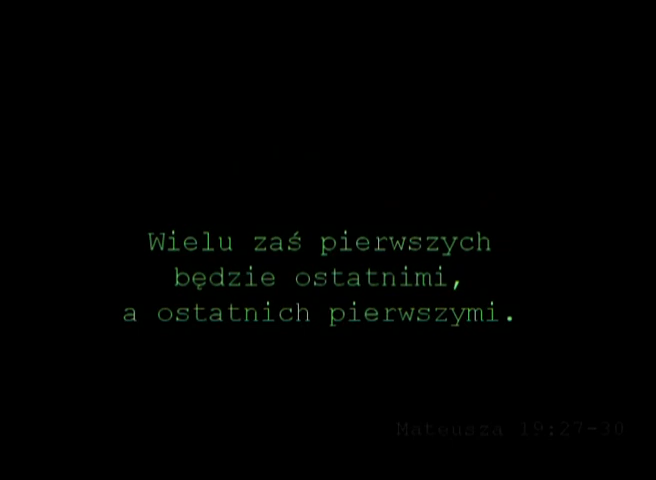 Wielu zaś pierwszych
będzie ostatnimi,
a ostatnich pierwszymi.
Mateusza 19:27-30